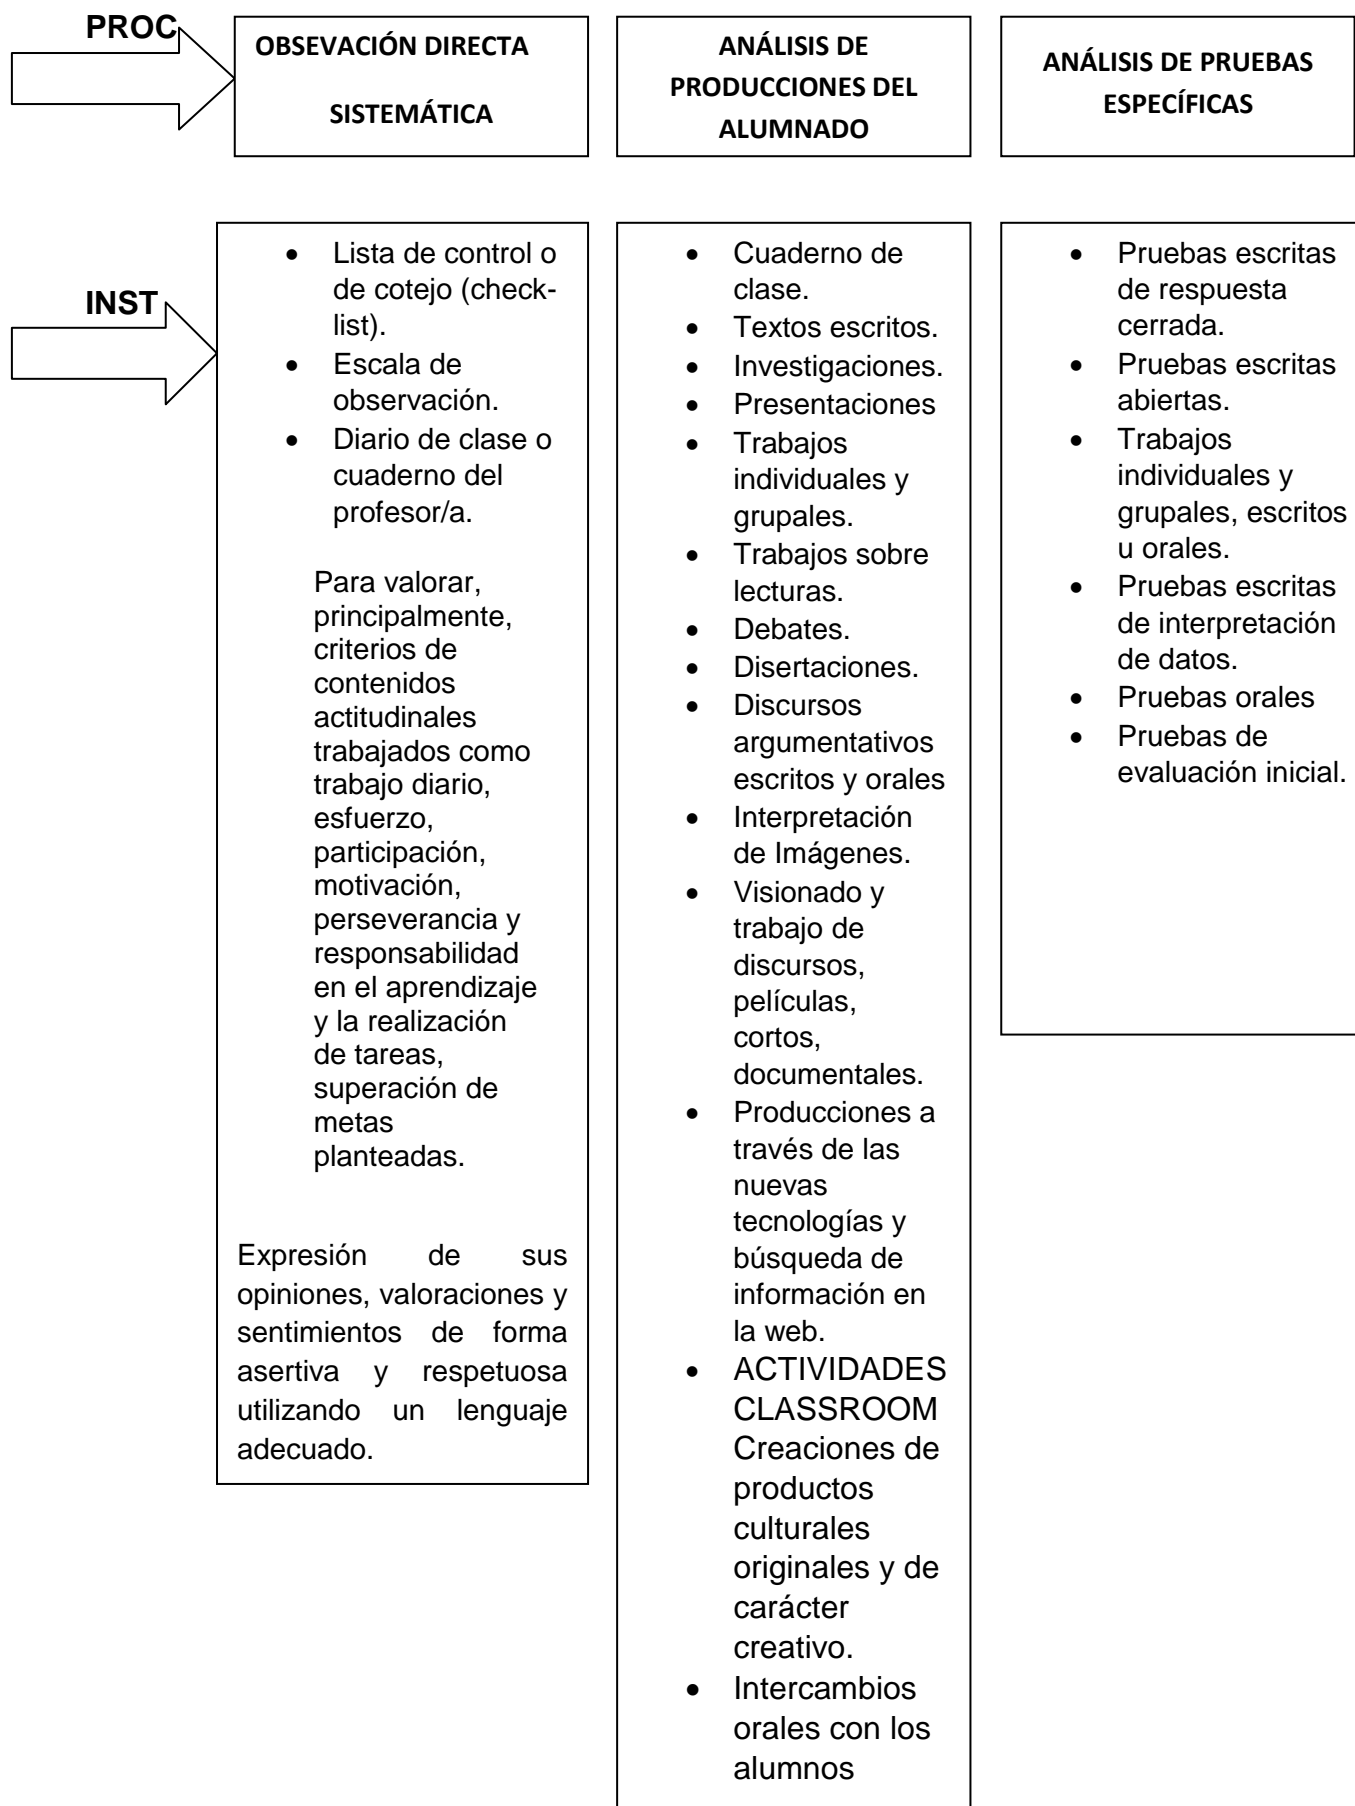 PROC
OBSEVACIÓN DIRECTA
SISTEMÁTICA
ANÁLISIS DE
PRODUCCIONES DEL
ALUMNADO
ANÁLISIS DE PRUEBAS
ESPECÍFICAS
INST
• Lista de control o
de cotejo (check-
list).
• Escala de
observación.
• Diario de clase o
cuaderno del
profesor/a.
Para valorar,
principalmente,
criterios de
contenidos
actitudinales
trabajados como
trabajo diario,
esfuerzo,
participación,
motivación,
perseverancia y
responsabilidad
en el aprendizaje
y la realización
de tareas,
superación de
metas
planteadas.
Expresión de sus
opiniones, valoraciones y
sentimientos de forma
asertiva y respetuosa
utilizando un lenguaje
adecuado.
• Cuaderno de
clase.
• Textos escritos.
• Investigaciones.
• Presentaciones
• Trabajos
individuales y
grupales.
• Trabajos sobre
lecturas.
• Debates.
• Disertaciones.
• Discursos
argumentativos
escritos y orales
• Interpretación
de Imágenes.
• Visionado y
trabajo de
discursos,
películas,
cortos,
documentales.
• Producciones a
través de las
nuevas
tecnologías y
búsqueda de
información en
la web.
• ACTIVIDADES
CLASSROOM
Creaciones de
productos
culturales
originales y de
carácter
creativo.
• Intercambios
orales con los
alumnos
• Pruebas escritas
de respuesta
cerrada.
• Pruebas escritas
abiertas.
• Trabajos
individuales y
grupales, escritos
u orales.
• Pruebas escritas
de interpretación
de datos.
• Pruebas orales
• Pruebas de
evaluación inicial.